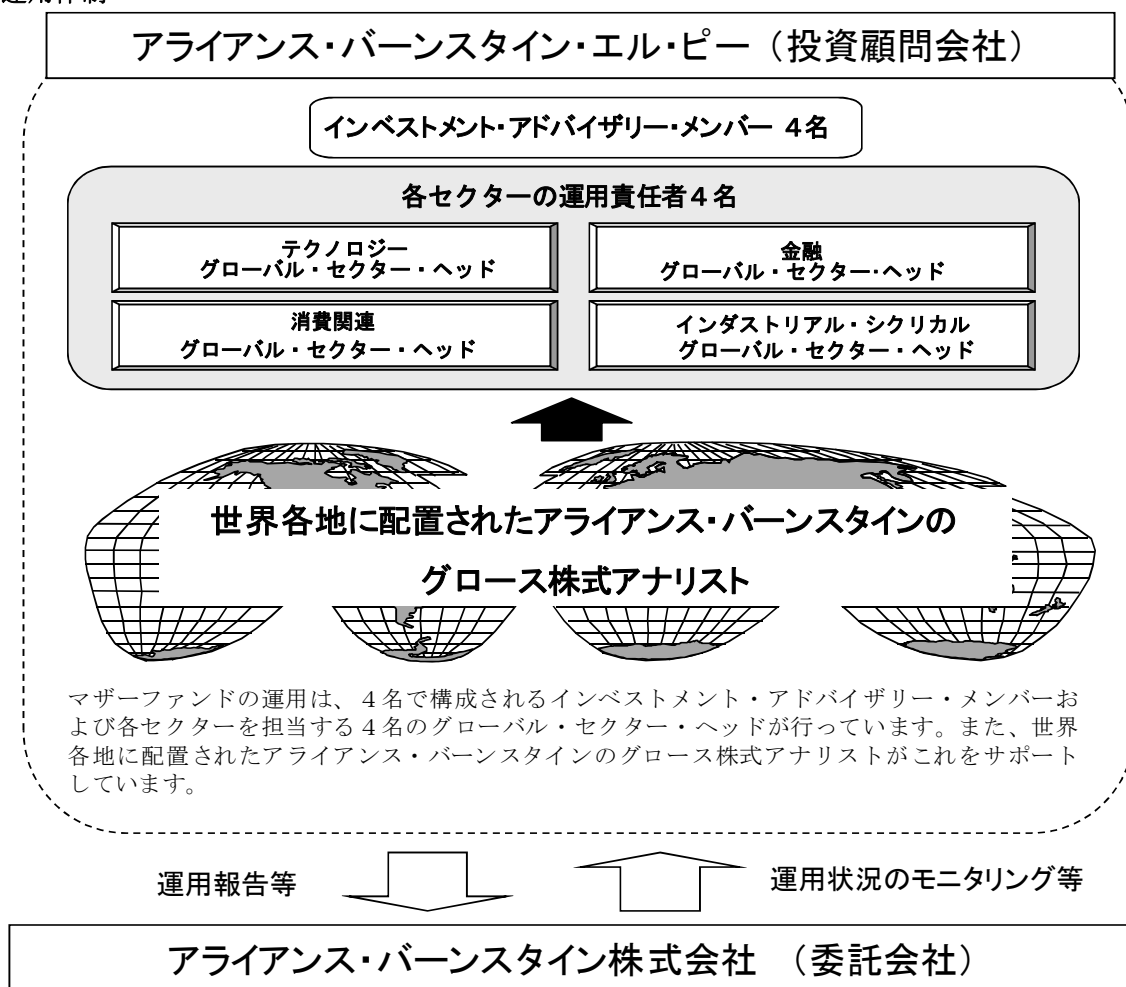 アライアンス・バーンスタイン・エル・ピー（投資顧問会社）
インベストメント・アドバイザリー・メンバー ４名
各セクターの運用責任者４名
テクノロジー
グローバル・セクター・ヘッド
金融
グローバル・セクター・ヘッド
消費関連
グローバル・セクター・ヘッド
インダストリアル・シクリカル
グローバル・セクター・ヘッド
世界各地に配置されたアライアンス・バーンスタインの
グロース株式アナリスト
マザーファンドの運用は、４名で構成されるインベストメント・アドバイザリー・メンバーお
よび各セクターを担当する４名のグローバル・セクター・ヘッドが行っています。また、世界
各地に配置されたアライアンス・バーンスタインのグロース株式アナリストがこれをサポート
しています。
運用報告等
運用状況のモニタリング等
アライアンス・バーンスタイン株式会社　（委託会社）